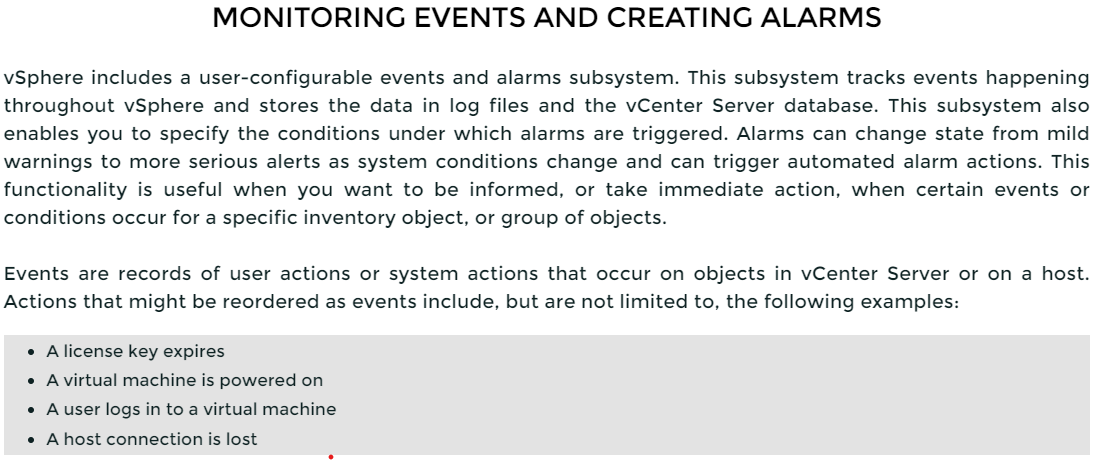 MONITORING EVENTS AND CREATING ALARMS
vSphere includes a user-configurable events and alarms subsystem. This subsystem tracks events happening
throughout vSphere and stores the data in log files and the vCenter Server database. This subsystem also
enables you to specify the conditions under which alarms are triggered. Alarms can change state from mild
warnings to more serious alerts as system conditions change and can trigger automated alarm actions. This
functionality is useful when you want to be informed, or take immediate action, when certain events or
conditions occur for a specific inventory object, or group of objects.
Events are records of user actions or system actions that occur on objects in vCenter Server or on a host.
Actions that might be reordered as events include, but are not limited to, the following examples:
• A license key expires
• A virtual machine is powered on
• A user logs in to a virtual machine
• A host connection is lost